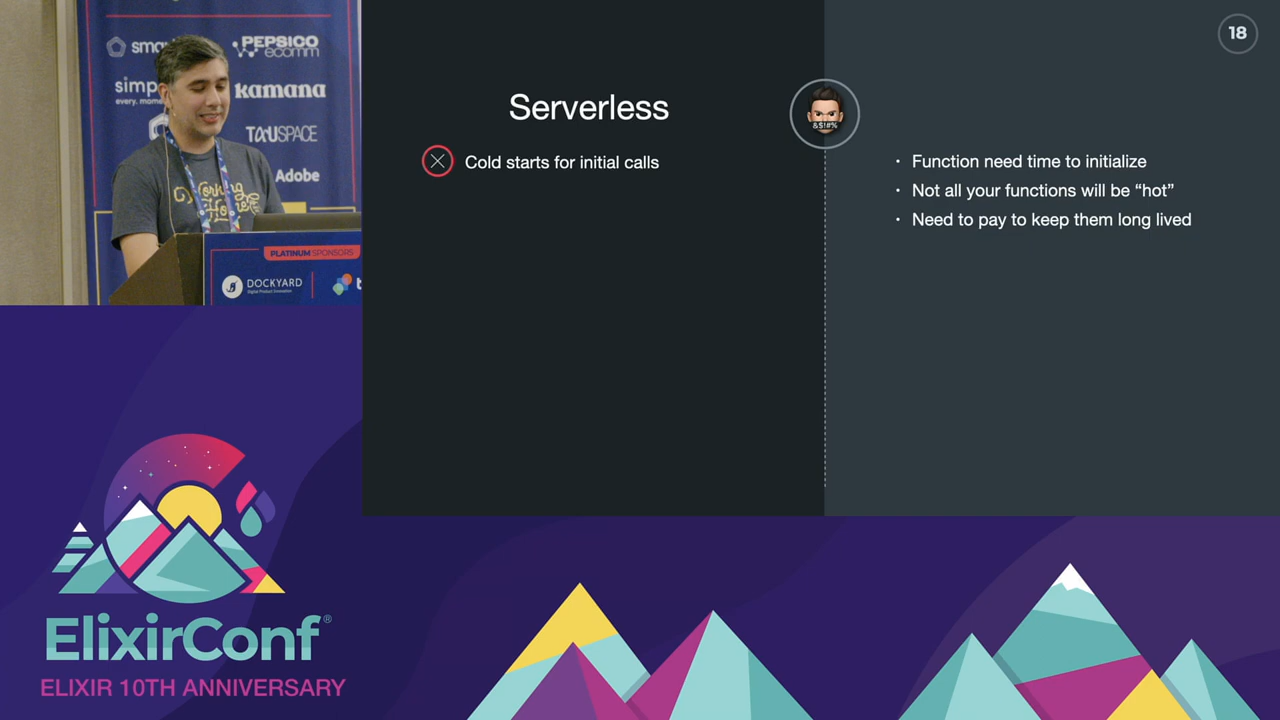 PEPSICO
ecomm
simp
every. mome
kamana
TAUSPACE
Adobe
Working
PLATINUM SPONSORS
DOCKYARD
Digital Product Innovation
18
Serverless
&$!#%
Cold starts for initial calls
• Function need time to initialize
• Not all your functions will be “hot”
• Need to pay to keep them long lived
ElixirConf®
ELIXIR 10TH ANNIVERSARY